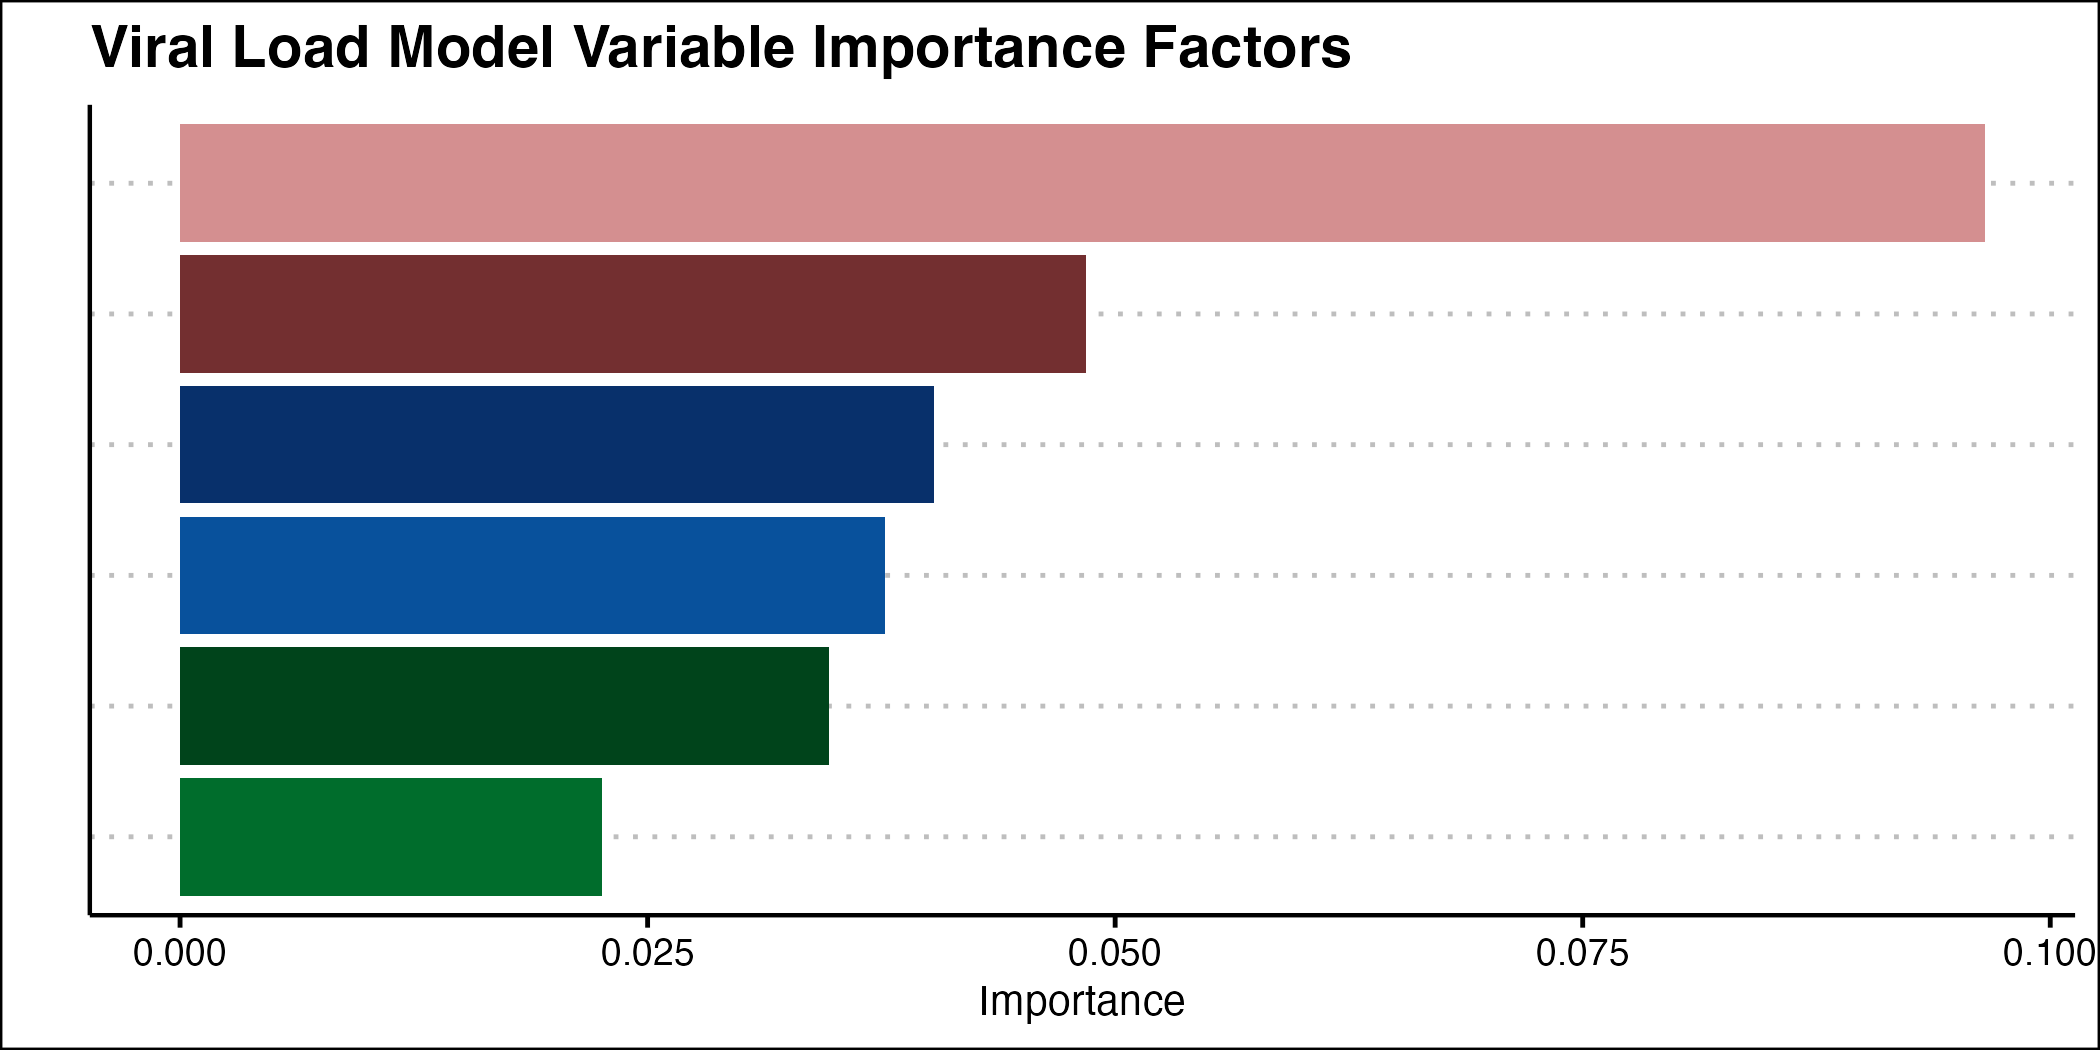 Viral Load Model Variable Importance Factors
0.000 0.025 0.050 0.075 0.100
Importance